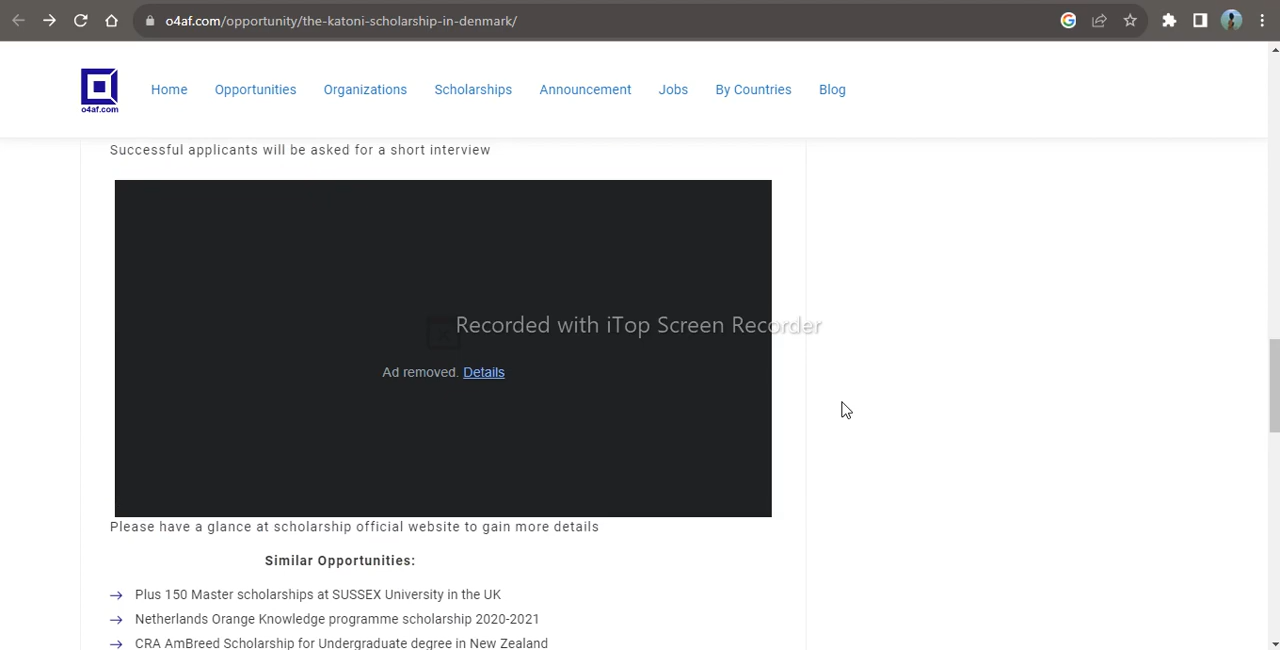 o4af.com/opportunity/the-katoni-scholarship-in-denmark/
o4af.com
Home Opportunities Organizations Scholarships Announcement Jobs By Countries Blog
Successful applicants will be asked for a short interview
Recorded with iTop Screen Recorder
Ad removed. Details
Please have a glance at scholarship official website to gain more details
Similar Opportunities:
Plus 150 Master scholarships at SUSSEX University in the UK
Netherlands Orange Knowledge programme scholarship 2020-2021
CRA AmBreed Scholarship for Undergraduate degree in New Zealand